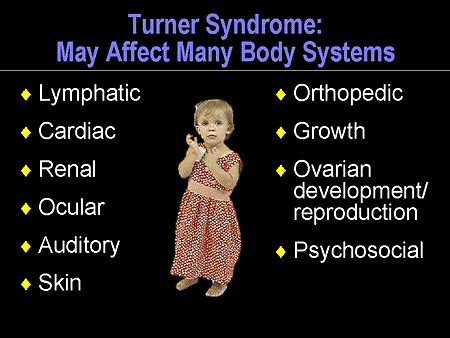 Turner Syndrome:
May Affect Many Body Systems
♦ Lymphatic
♦ Cardiac
♦ Renal
♦ Ocular
♦ Auditory
♦ Skin
♦ Orthopedic
♦ Growth
♦ Ovarian
development/
reproduction
♦ Psychosocial